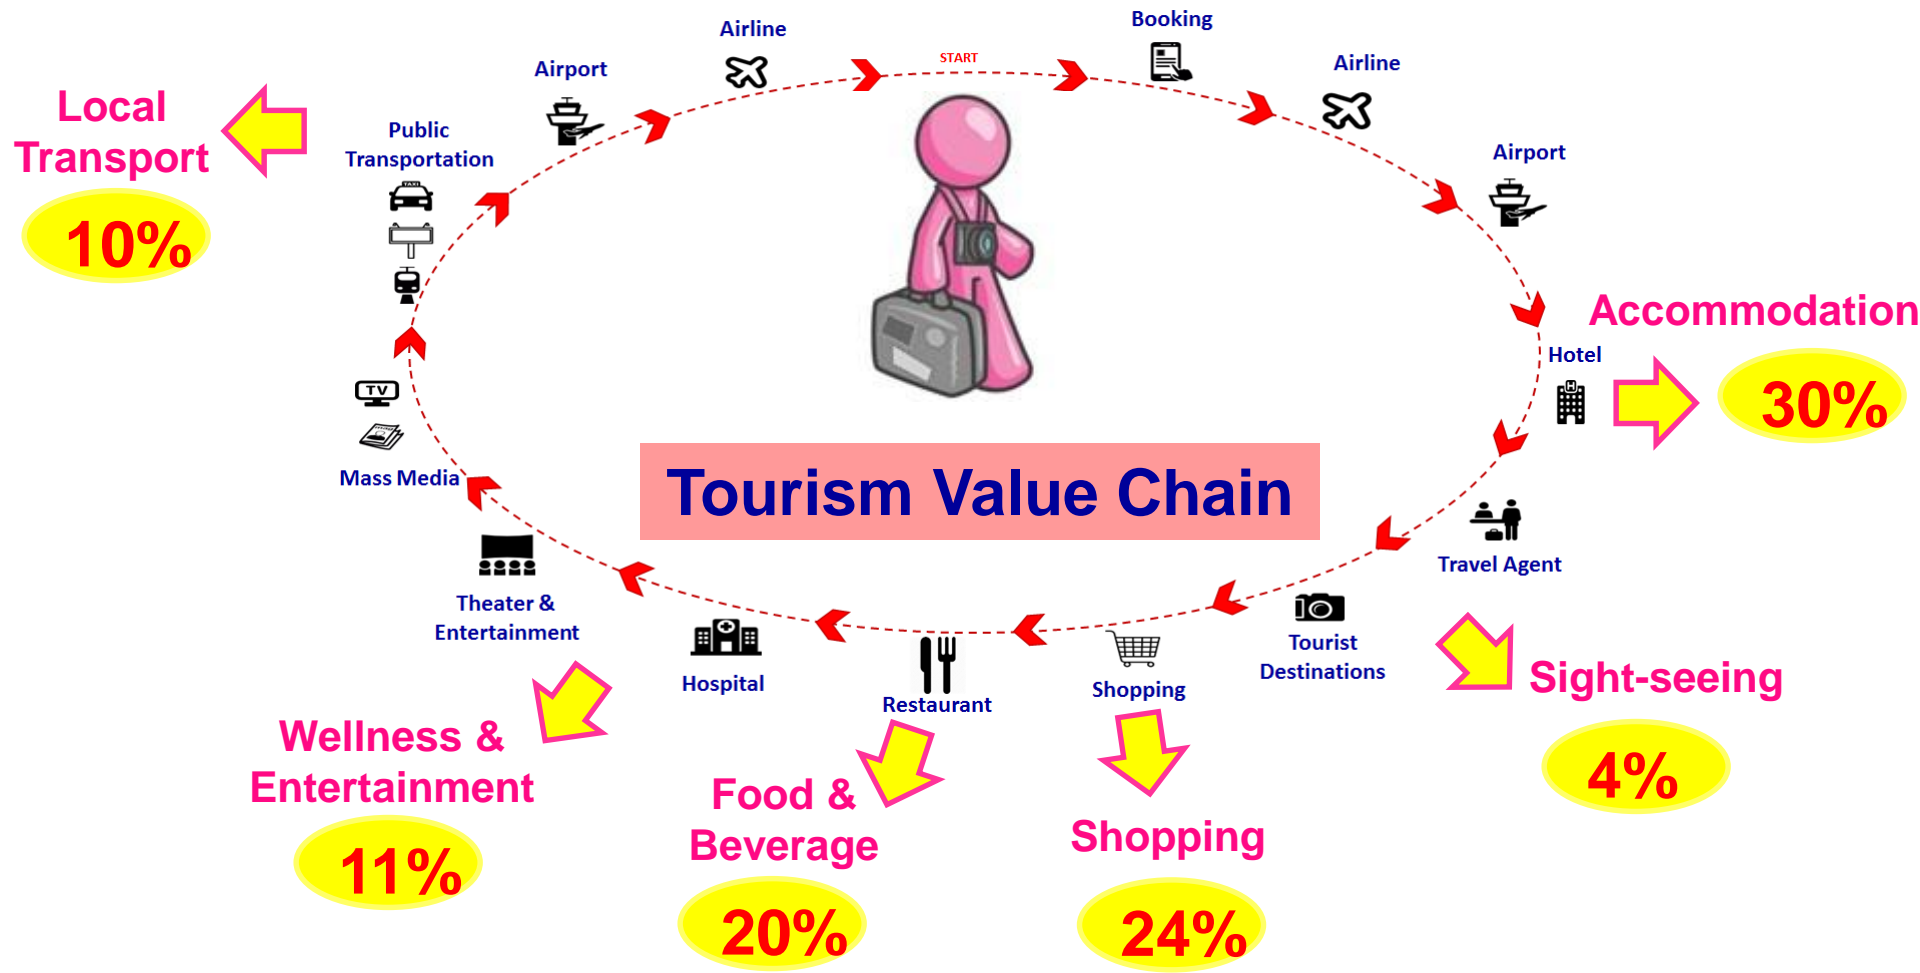 START
Booking
Airline
Airport
Hotel
Accommodation
30%
Travel Agent
Sight-seeing
4%
Tourist
Destinations
Shopping
Shopping
24%
Restaurant
Food &
Beverage
20%
Hospital
Theater &
Entertainment
Wellness &
Entertainment
11%
Mass Media
TV
Public
Transportation
TAXI
Local
Transport
10%
Airport
Airline
Tourism Value Chain
H